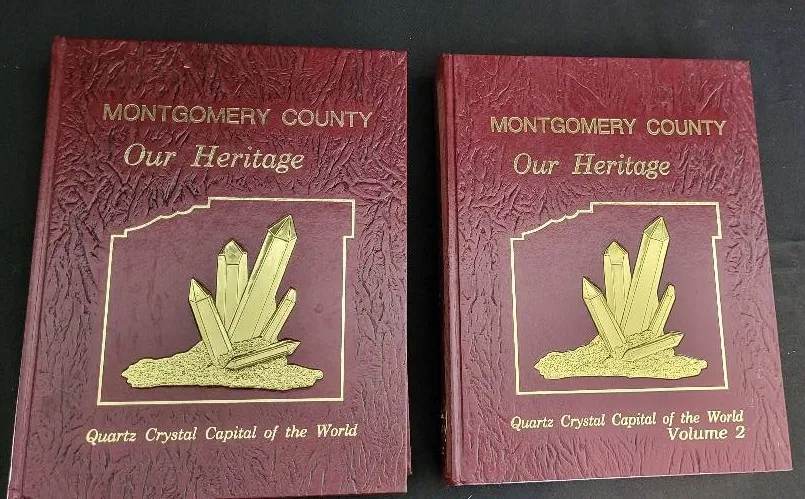 MONTGOMERY COUNTY
Our Heritage
Quartz Crystal Capital of the World
MONTGOMERY COUNTY
Our Heritage
Quartz Crystal Capital of the World
Volume 2